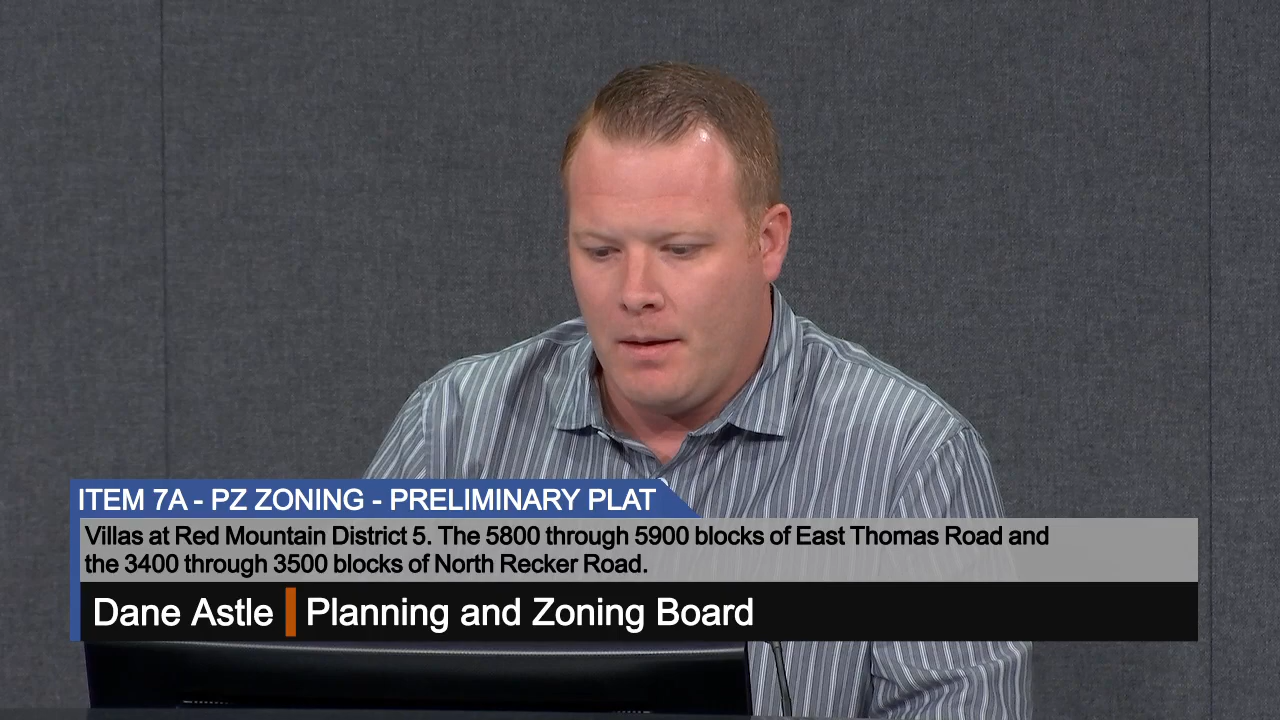 ITEM 7A - PZ ZONING - PRELIMINARY PLAT
Villas at Red Mountain District 5. The 5800 through 5900 blocks of East Thomas Road and
the 3400 through 3500 blocks of North Recker Road.
Dane Astle | Planning and Zoning Board